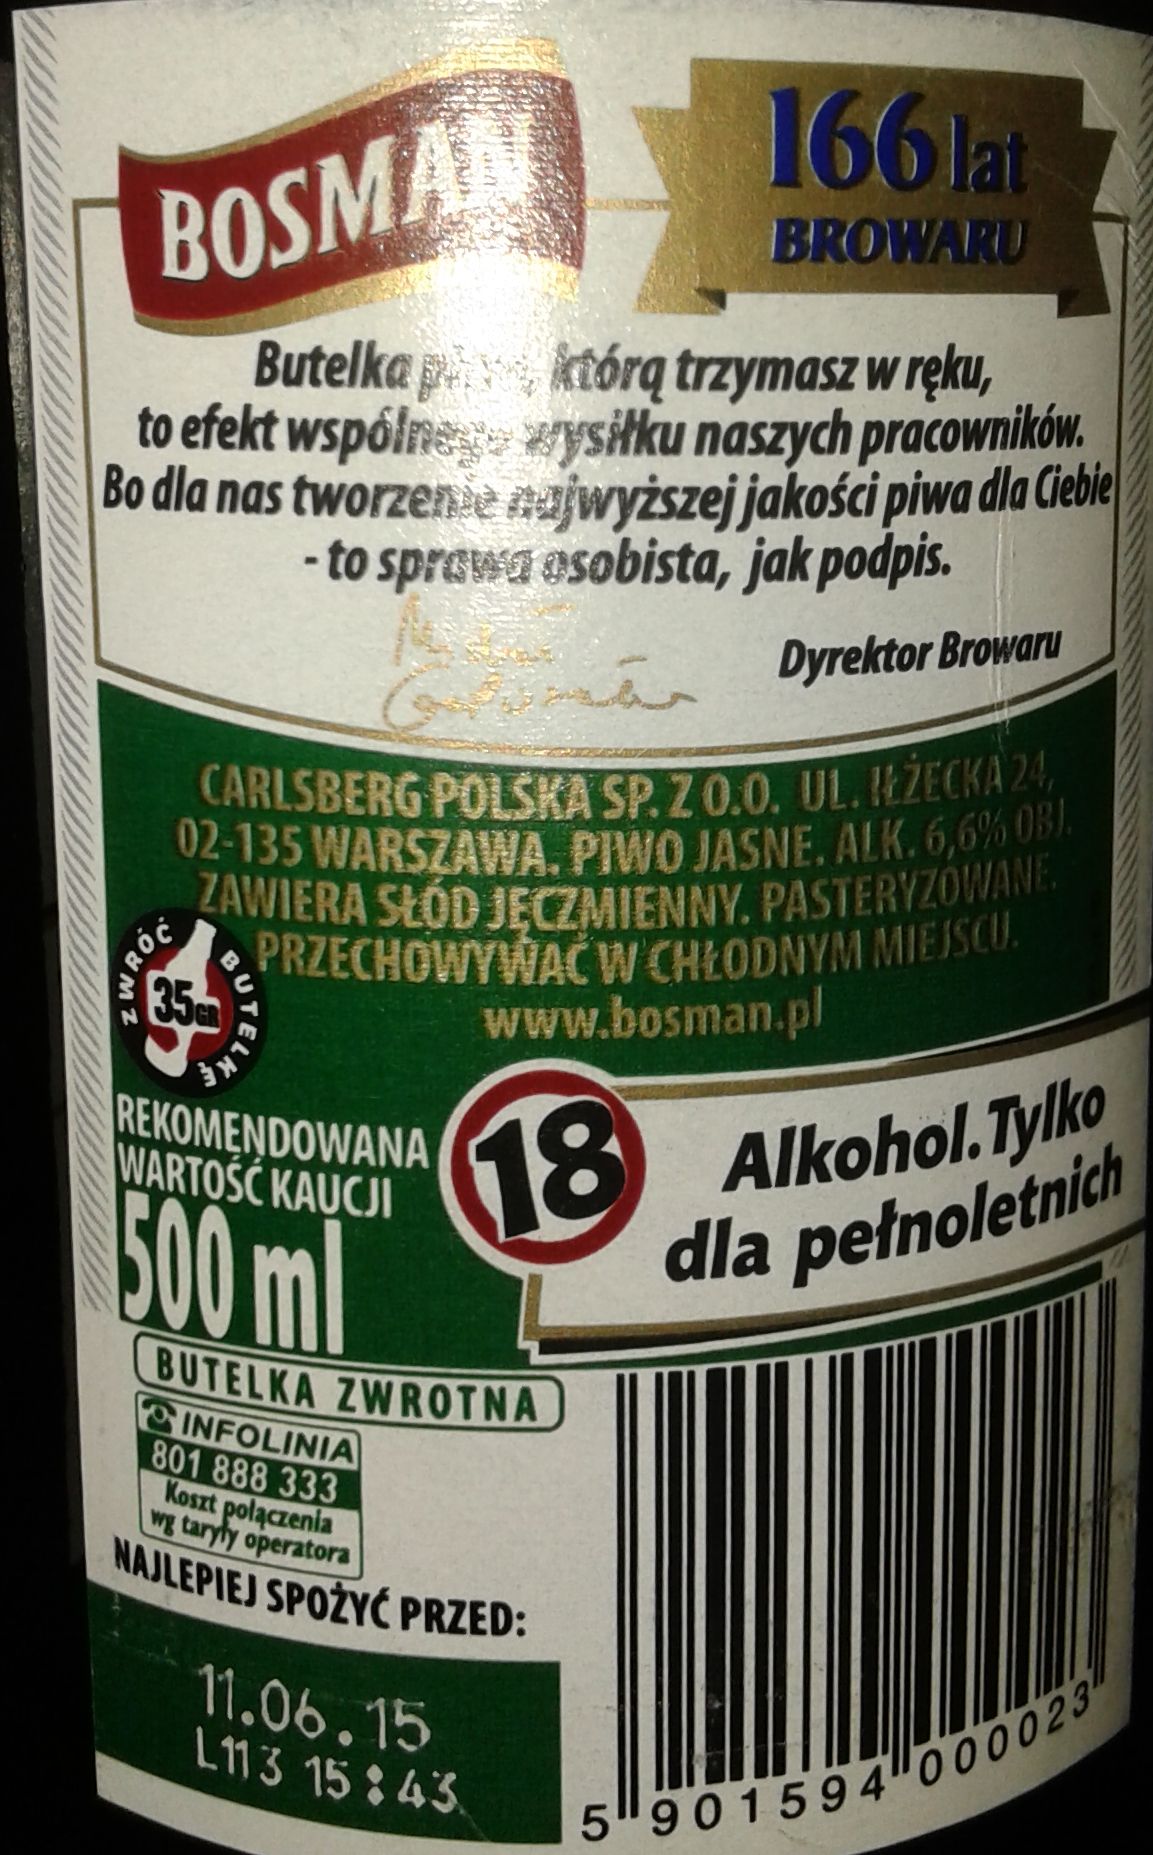 BOSMAN
166 lat
BROWARU
Butelka piwa, którą trzymasz w ręku,
to efekt wspólnego wysiłku naszych pracowników.
Bo dla nas tworzenie najwyższej jakości piwa dla Ciebie
- to sprawa osobista, jak podpis.
Dyrektor Browaru
CARLSBERG POLSKA SP. Z O.O. UL. IŁŻECKA 24,
02-135 WARSZAWA. PIWO JASNE. ALK. 6,6% OBJ.
ZAWIERA SŁÓD JĘCZMIENNY. PASTERYZOWANE.
PRZECHOWYWAĆ W CHŁODNYM MIEJSCU.
www.bosman.pl
ZWRÓĆ BUTELKĘ
35GR
REKOMENDOWANA
WARTOŚĆ KAUCJI
500 ml
18
Alkohol. Tylko
dla pełnoletnich
BUTELKA ZWROTNA
INFOLINIA
801 888 333
Koszt połączenia
wg taryfy operatora
NAJLEPIEJ SPOŻYĆ PRZED:
11.06.15
L113 15:43
5 901594 000023